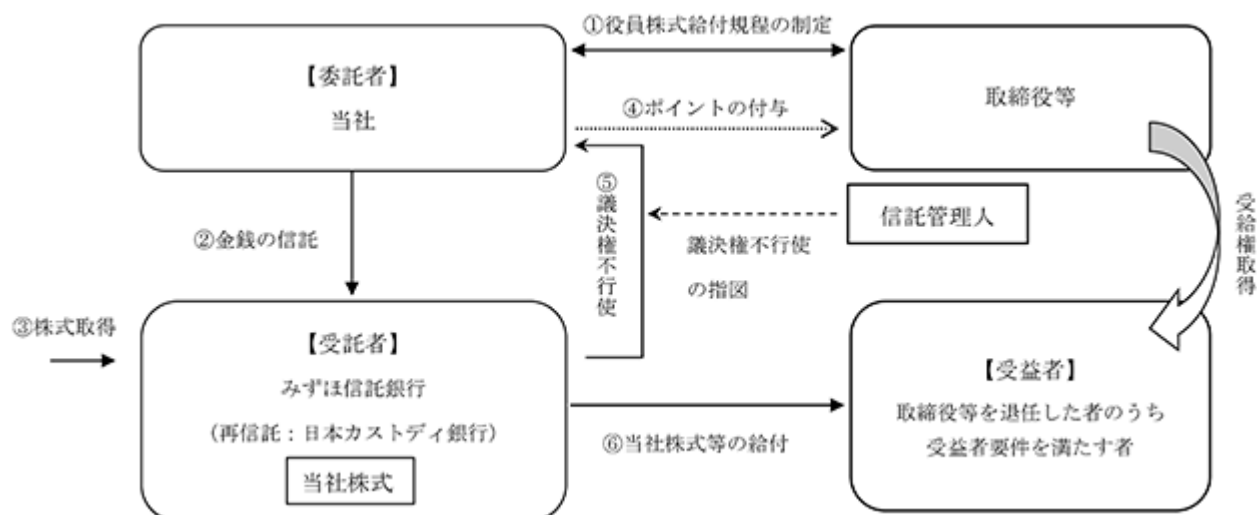 ①役員株式給付規程の制定
【委託者】
当社
取締役等
④ポイントの付与
⑤議決権不行使
信託管理人
議決権不行使
の指図
受給権取得
②金銭の信託
③株式取得
【受託者】
みずほ信託銀行
(再信託：日本カストディ銀行)
当社株式
⑥当社株式等の給付
【受益者】
取締役等を退任した者のうち
受益者要件を満たす者